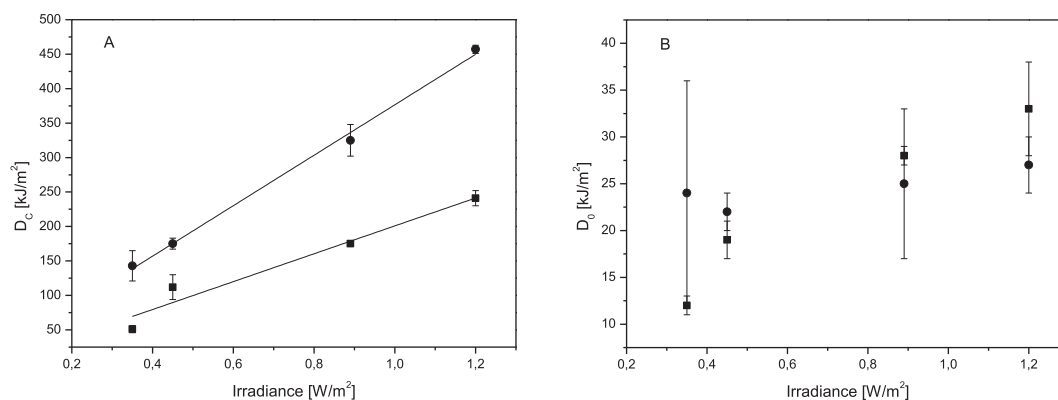 A
500
450
400
350
300
250
200
150
100
50
D_C [kJ/m²]
0,2 0,4 0,6 0,8 1,0 1,2
Irradiance [W/m²]
B
40
35
30
25
20
15
10
D_0 [kJ/m²]
0,2 0,4 0,6 0,8 1,0 1,2
Irradiance [W/m²]